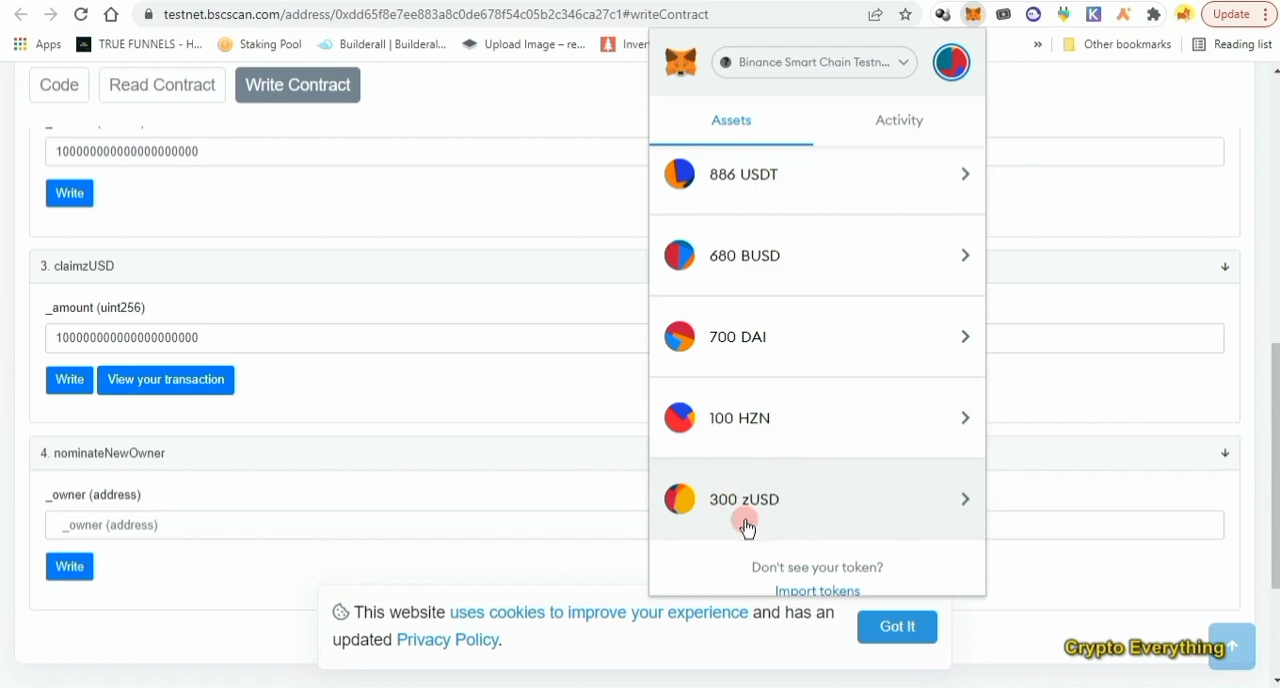 testnet.bscscan.com/address/0xdd65f8e7ee883a8c0de678f54c05b2c346ca27c1#writeContract
Update
Apps
TRUE FUNNELS - H...
Staking Pool
Builderall | Builderal...
Upload Image – re...
»
Other bookmarks
Reading list
Code
Read Contract
Write Contract
Binance Smart Chain Testn...
Assets
Activity
100000000000000000000
Write
886 USDT
680 BUSD
3. claimzUSD
_amount (uint256)
100000000000000000000
700 DAI
Write
View your transaction
100 HZN
4. nominateNewOwner
_owner (address)
300 zUSD
_owner (address)
Write
Don't see your token?
Import tokens
This website uses cookies to improve your experience and has an
updated Privacy Policy.
Got It
Crypto Everything